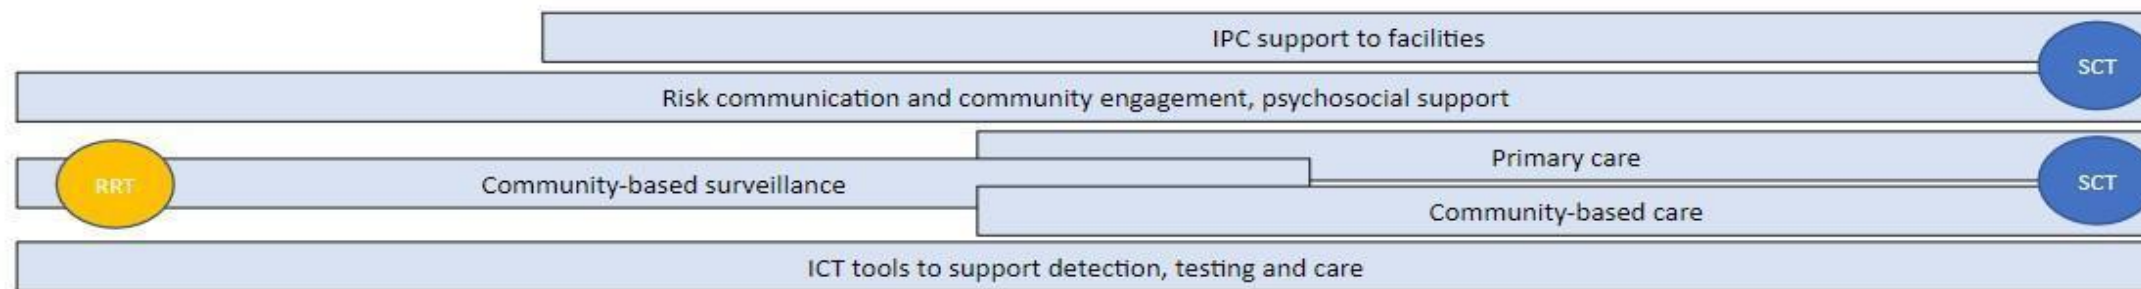 IPC support to facilities
SCT
Risk communication and community engagement, psychosocial support
Primary care
RRT
Community-based surveillance
SCT
Community-based care
ICT tools to support detection, testing and care